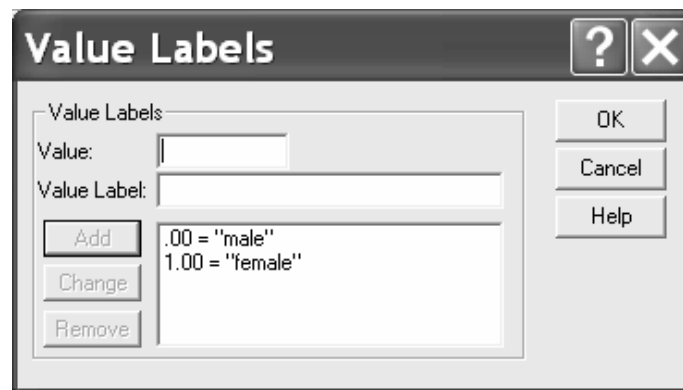 Value Labels
Value Labels
Value:
Value Label:
Add
Change
Remove
.00 = "male"
1.00 = "female"
OK
Cancel
Help